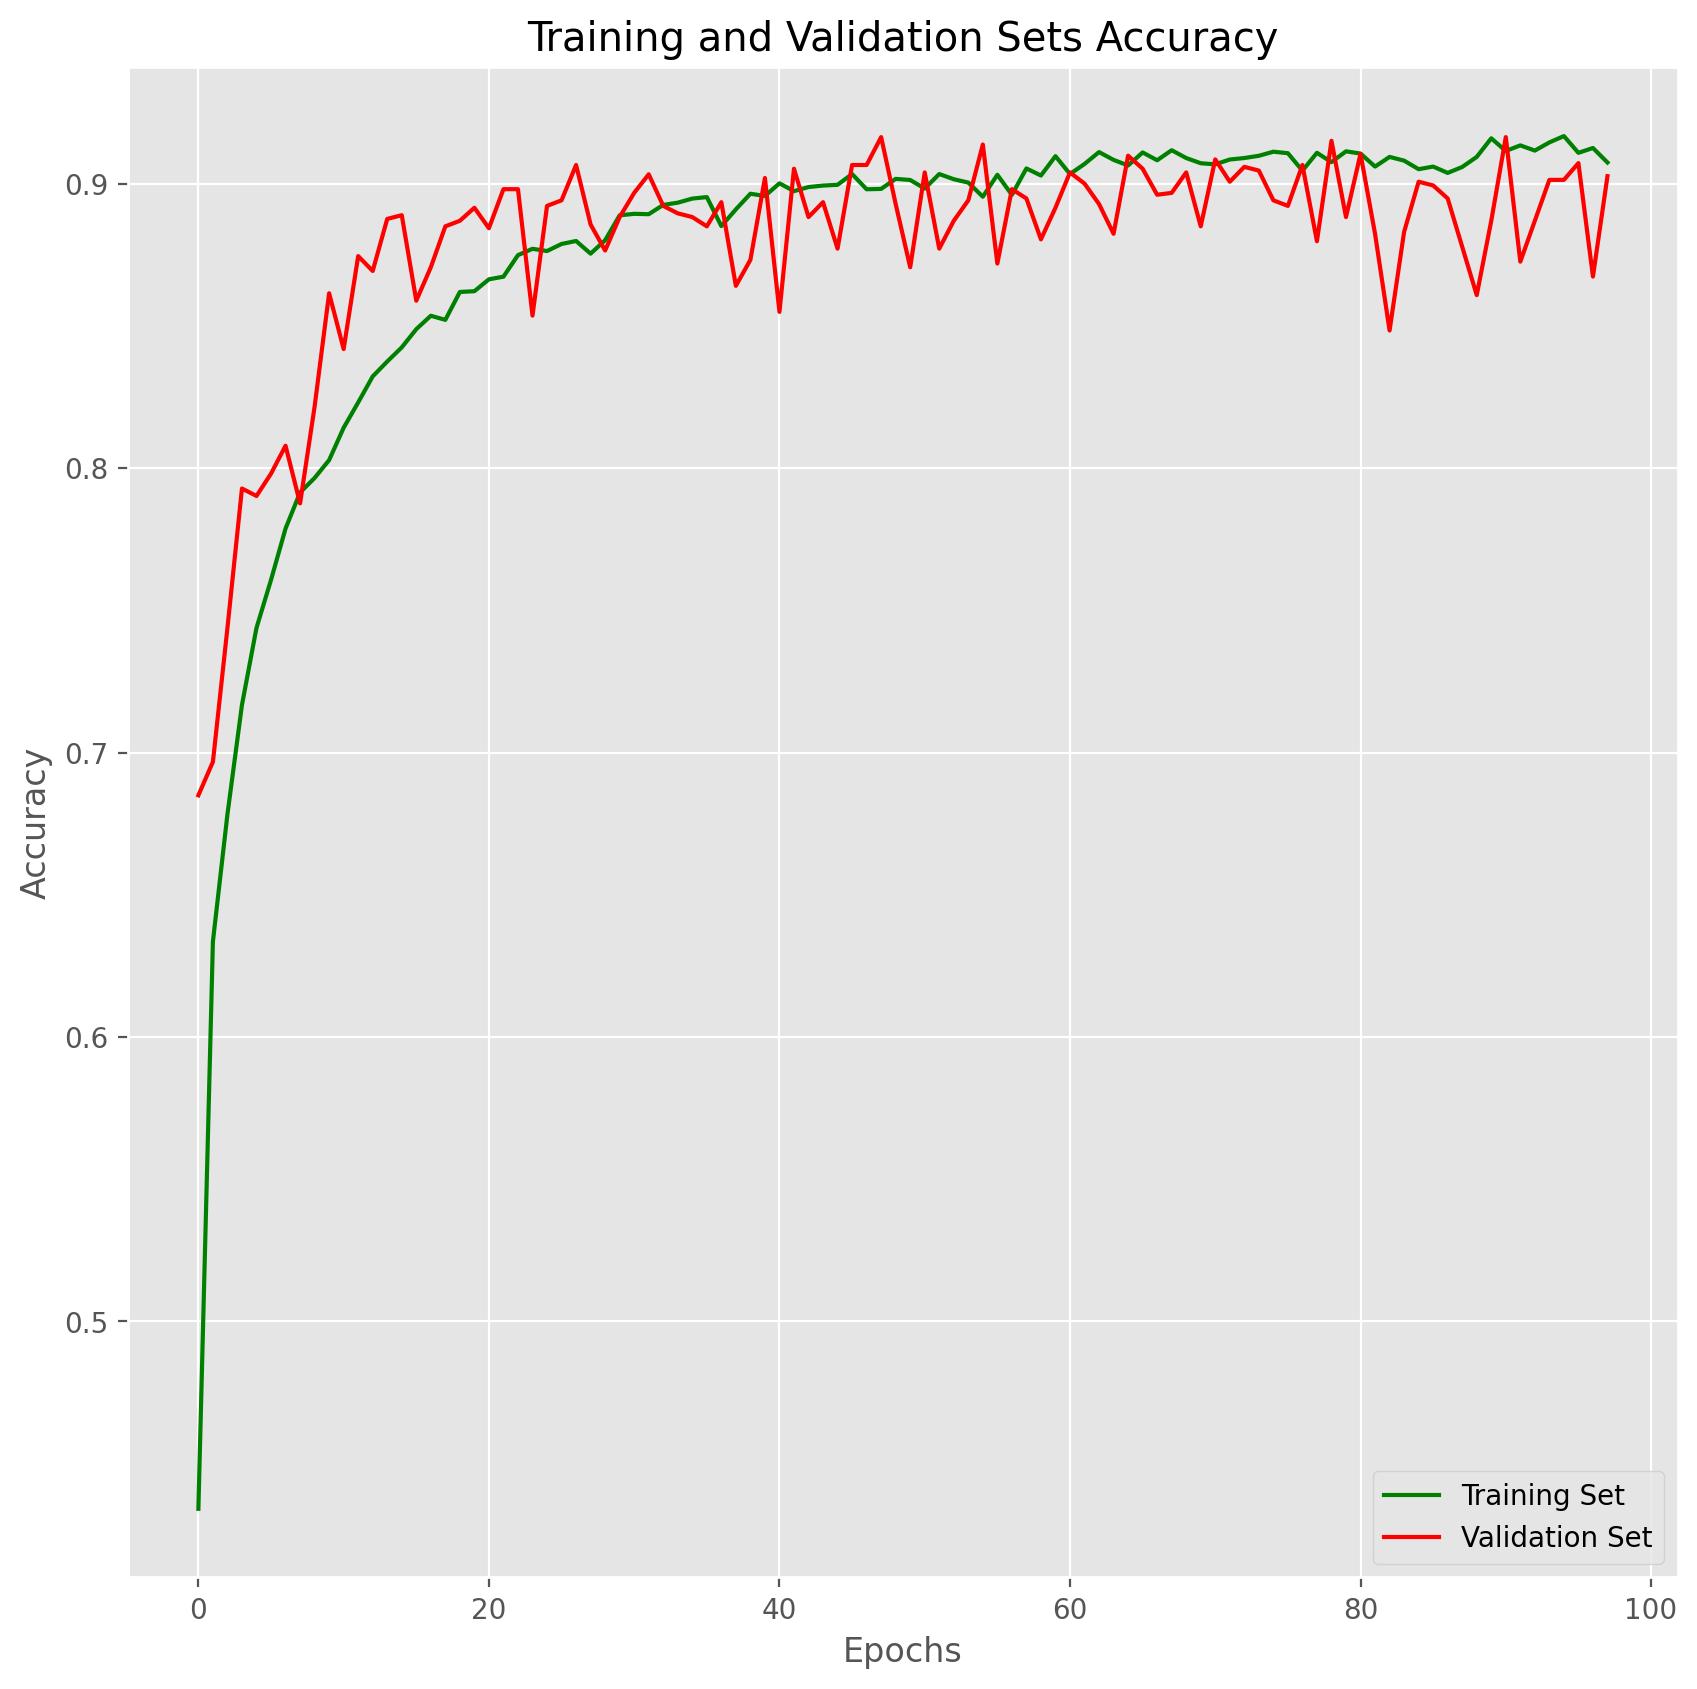 Training and Validation Sets Accuracy
Accuracy
0.9
0.8
0.7
0.6
0.5
0 20 40 60 80 100
Epochs
Training Set
Validation Set